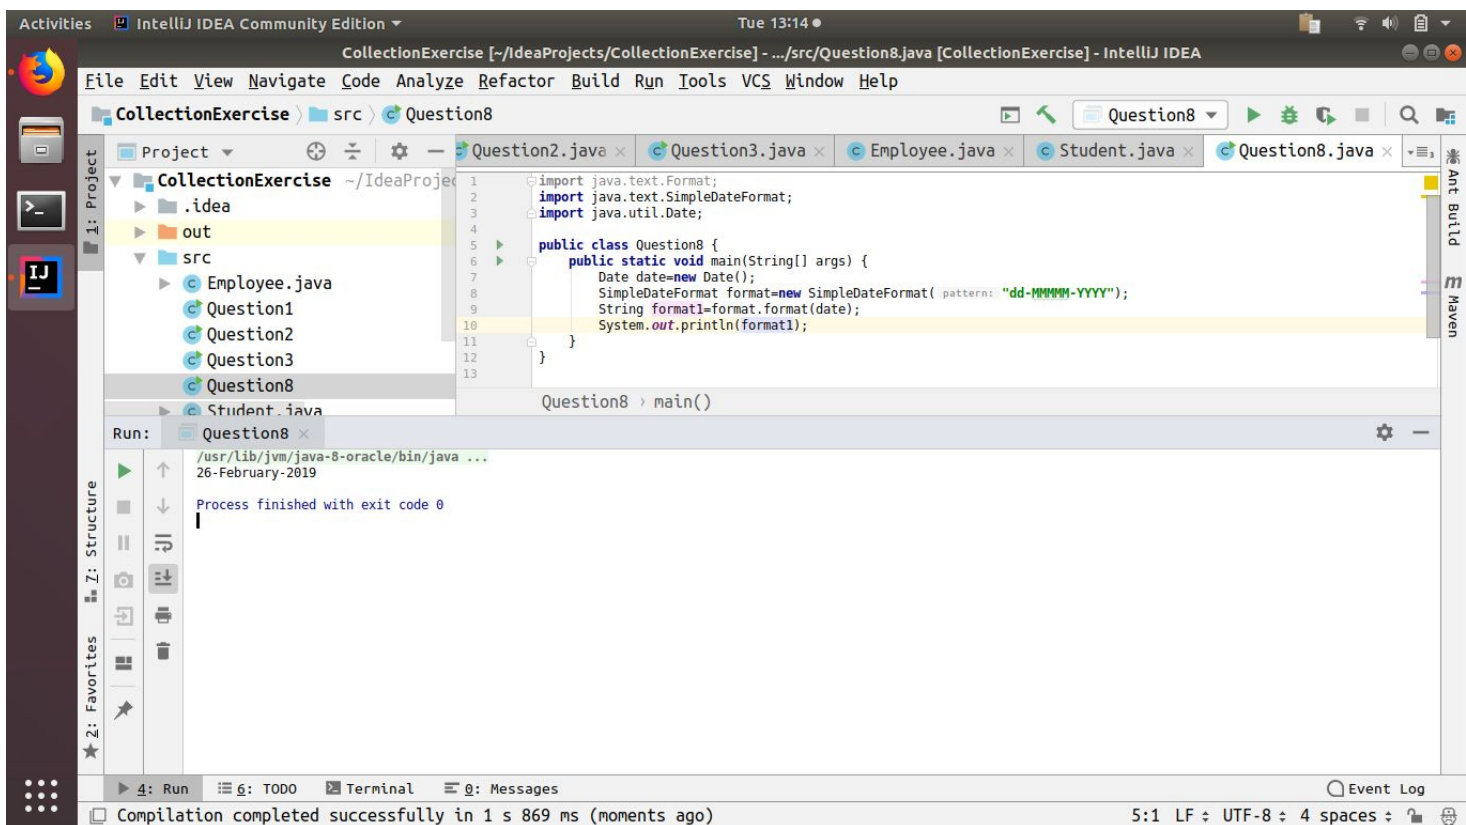 Activities IntelliJ IDEA Community Edition Tue 13:14
CollectionExercise [~/IdeaProjects/CollectionExercise] - .../src/Question8.java [CollectionExercise] - IntelliJ IDEA
File Edit View Navigate Code Analyze Refactor Build Run Tools VCS Window Help
CollectionExercise src Question8 Question8
Project Question2.java Question3.java Employee.java Student.java Question8.java
CollectionExercise ~/IdeaProjec
.idea
out
src
Employee.java
Question1
Question2
Question3
Question8
Student.java
1 import java.text.Format;
2 import java.text.SimpleDateFormat;
3 import java.util.Date;
4
5 public class Question8 {
6 public static void main(String[] args) {
7 Date date=new Date();
8 SimpleDateFormat format=new SimpleDateFormat( pattern: "dd-MMMMM-YYYY");
9 String format1=format.format(date);
10 System.out.println(format1);
11 }
12 }
13
Question8 › main()
1: Project
Ant Build
m Maven
Run: Question8
/usr/lib/jvm/java-8-oracle/bin/java ...
26-February-2019
Process finished with exit code 0
7: Structure
2: Favorites
4: Run 6: TODO Terminal 0: Messages Event Log
Compilation completed successfully in 1 s 869 ms (moments ago) 5:1 LF UTF-8 4 spaces
IJ